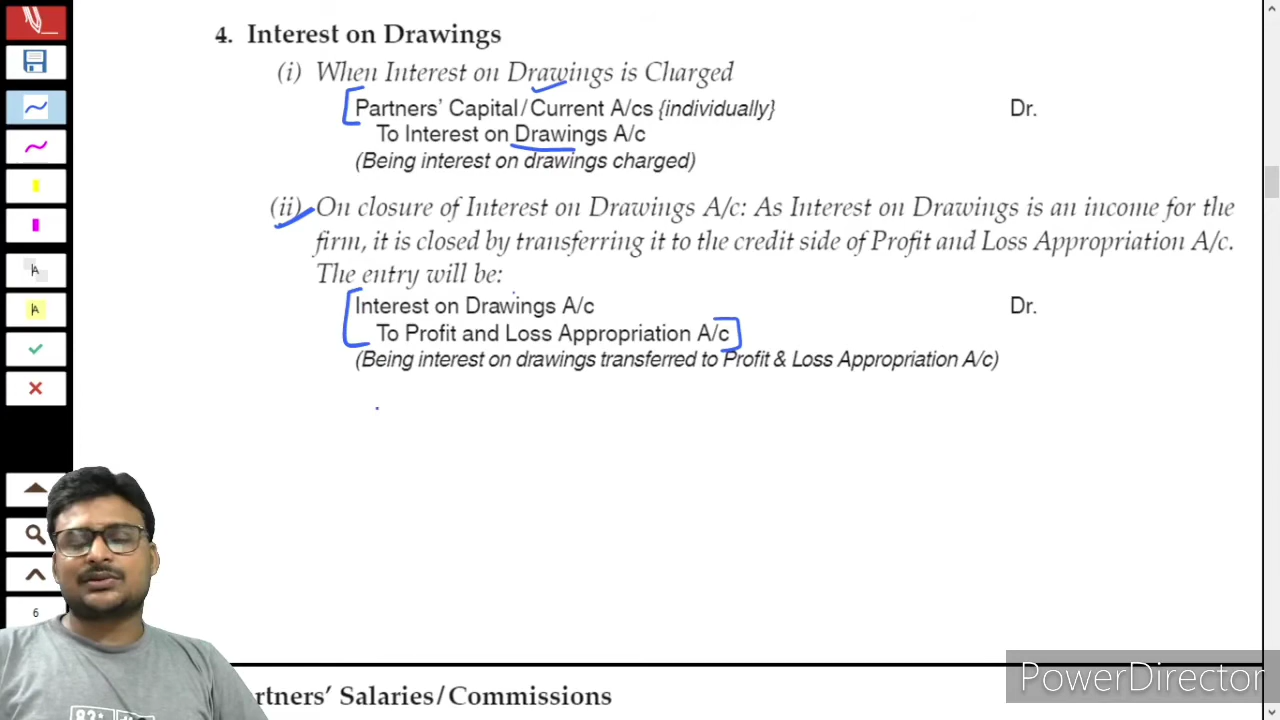 4. Interest on Drawings
(i) When Interest on Drawings is Charged
Partners' Capital/Current A/cs {individually} Dr.
To Interest on Drawings A/c
(Being interest on drawings charged)
(ii) On closure of Interest on Drawings A/c: As Interest on Drawings is an income for the
firm, it is closed by transferring it to the credit side of Profit and Loss Appropriation A/c.
The entry will be:
Interest on Drawings A/c Dr.
To Profit and Loss Appropriation A/c
(Being interest on drawings transferred to Profit & Loss Appropriation A/c)
6
rtners' Salaries/Commissions
PowerDirector